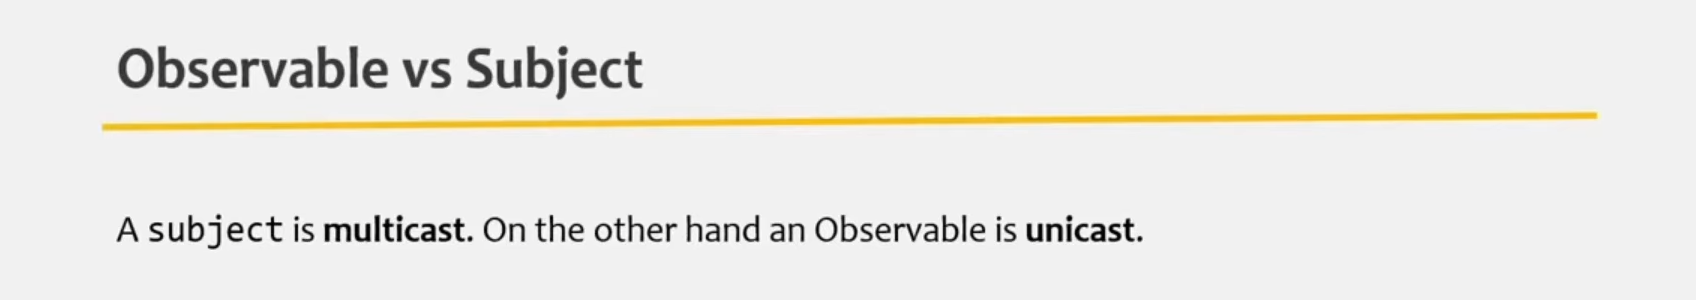 Observable vs Subject
A subject is multicast. On the other hand an Observable is unicast.